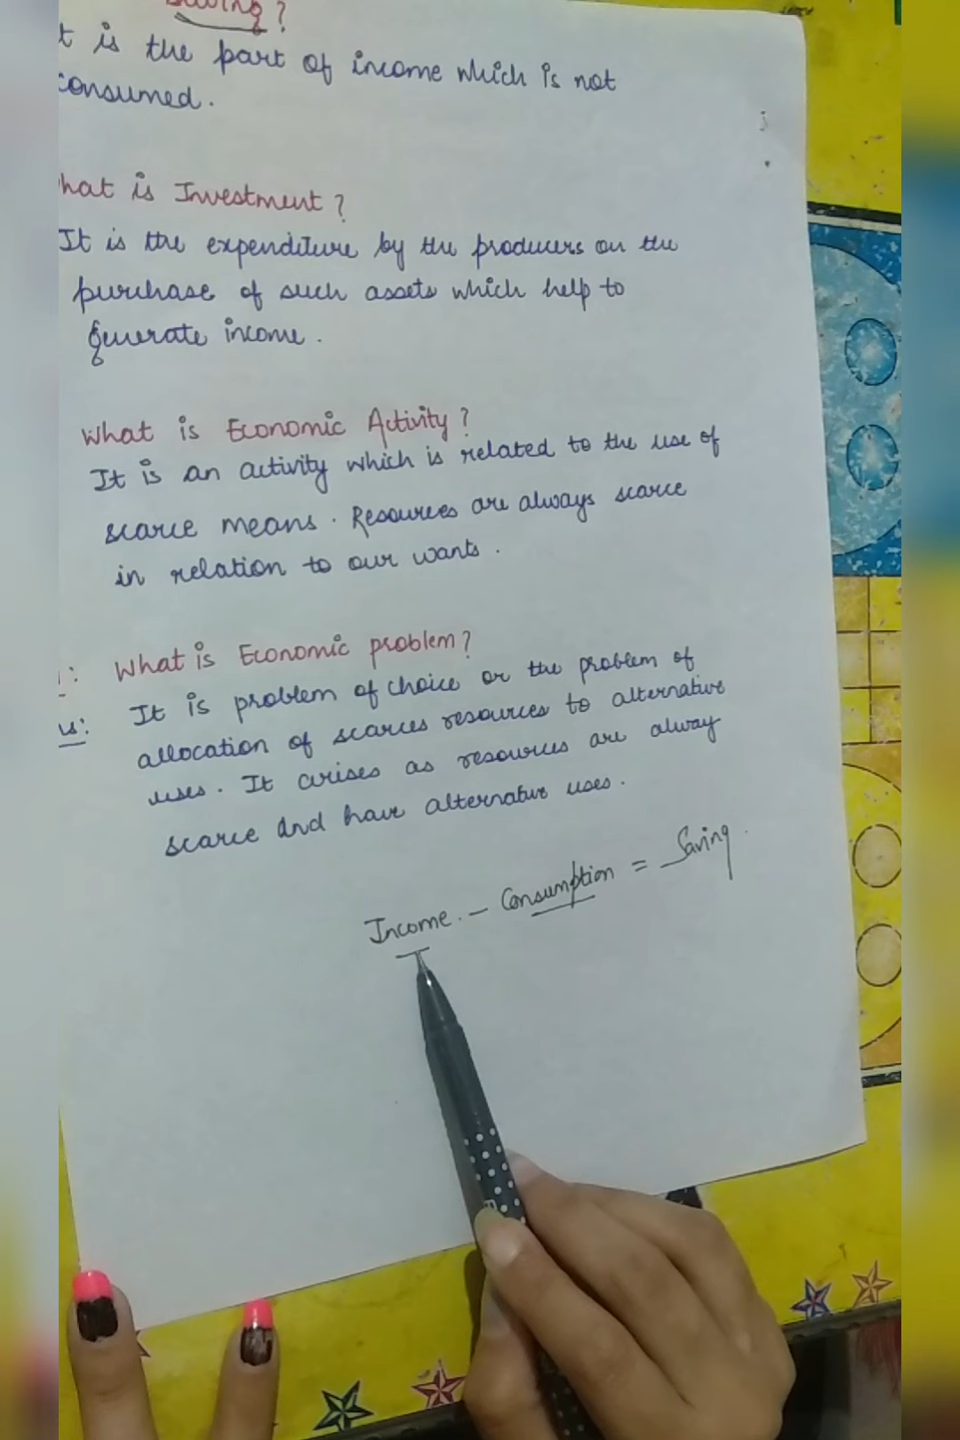 Saving?
t is the part of income which is not
consumed.
hat is Investment?
It is the expenditure by the producers on the
purchase of such assets which help to
generate income.
What is Economic Activity?
It is an activity which is related to the use of
scarce means. Resources are always scarce
in relation to our wants.
: What is Economic problem?
us: It is problem of choice or the problem of
allocation of scarces resources to alternative
uses. It arises as resources are alway
scarce and have alternative uses.
Income - Consumption = Saving.